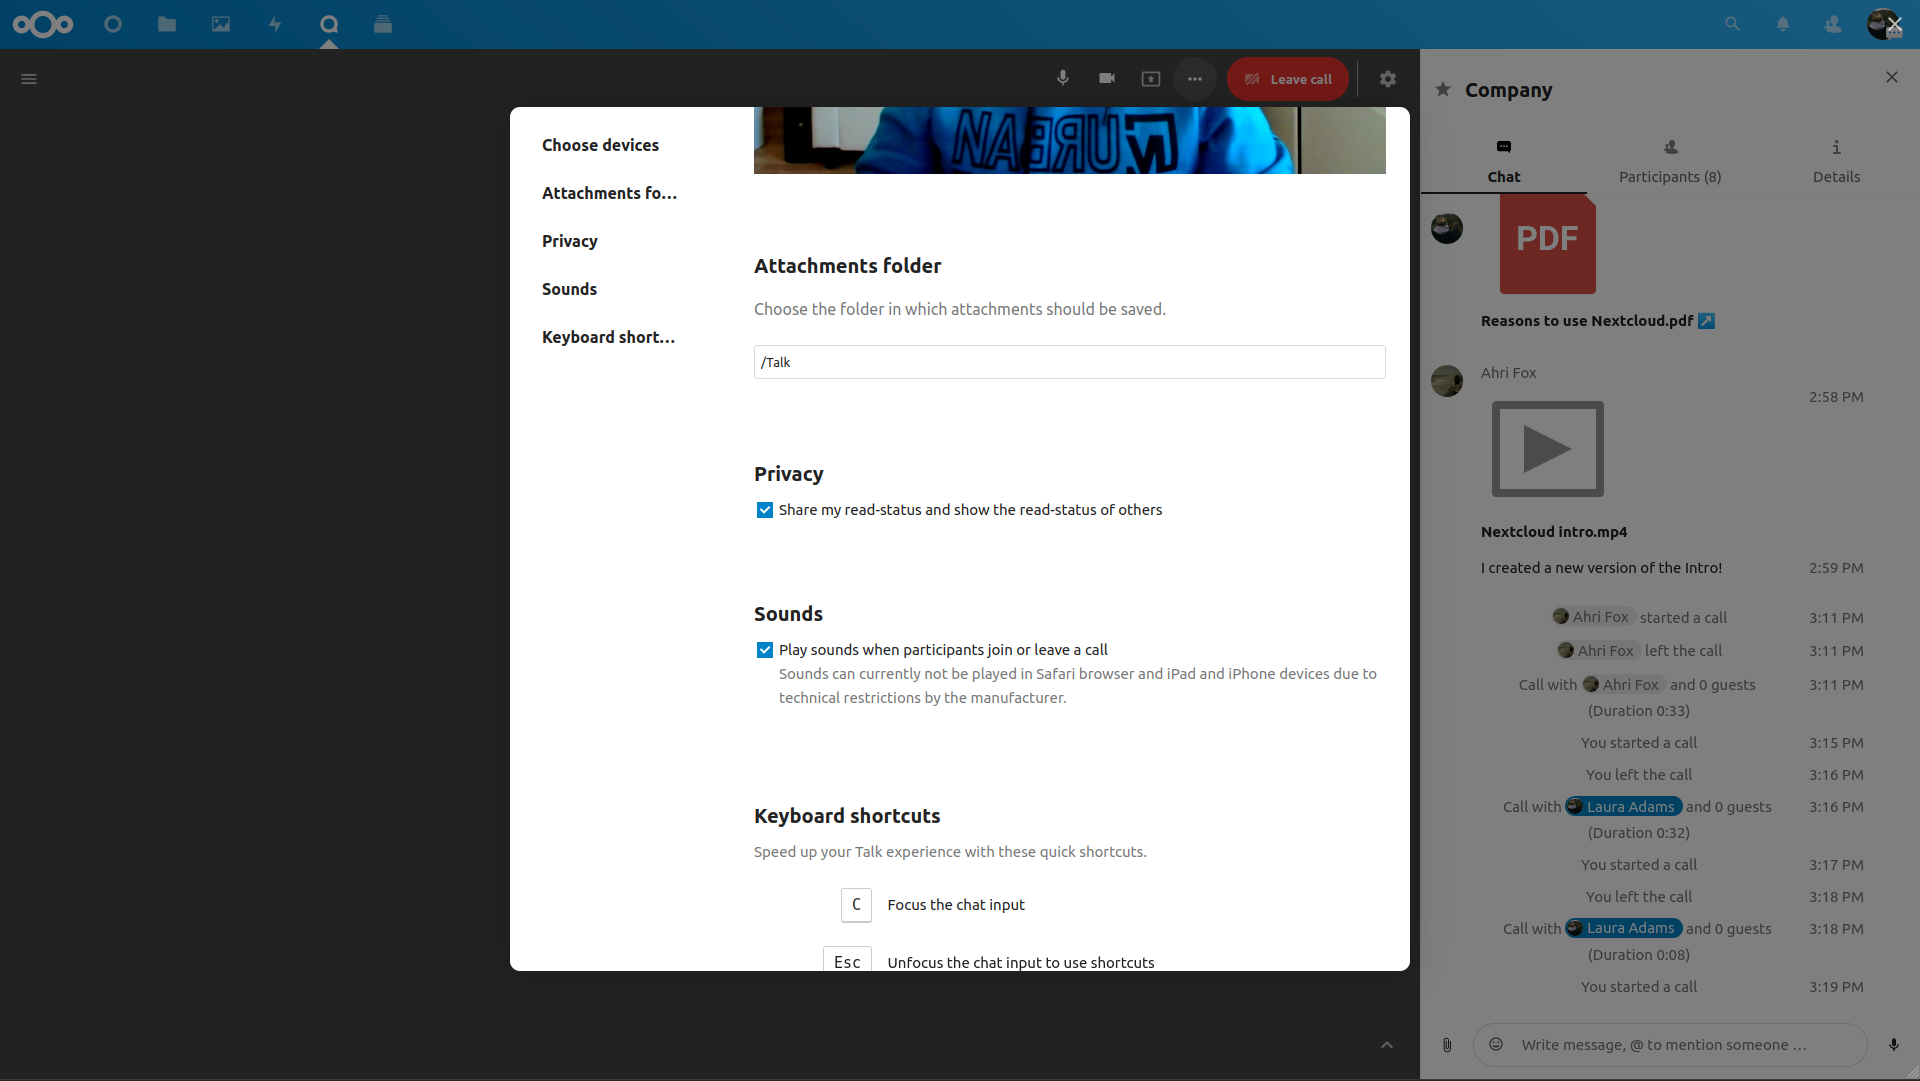 Leave call
Company
Chat
Participants (8)
Details
Choose devices
Attachments fo...
Privacy
Sounds
Keyboard short...
URBAN
Attachments folder
Choose the folder in which attachments should be saved.
/Talk
Privacy
Share my read-status and show the read-status of others
Sounds
Play sounds when participants join or leave a call
Sounds can currently not be played in Safari browser and iPad and iPhone devices due to
technical restrictions by the manufacturer.
Keyboard shortcuts
Speed up your Talk experience with these quick shortcuts.
C Focus the chat input
Esc Unfocus the chat input to use shortcuts
PDF
Reasons to use Nextcloud.pdf
Ahri Fox
2:58 PM
Nextcloud intro.mp4
I created a new version of the Intro! 2:59 PM
Ahri Fox started a call 3:11 PM
Ahri Fox left the call 3:11 PM
Call with Ahri Fox and 0 guests 3:11 PM
(Duration 0:33)
You started a call 3:15 PM
You left the call 3:16 PM
Call with Laura Adams and 0 guests 3:16 PM
(Duration 0:32)
You started a call 3:17 PM
You left the call 3:18 PM
Call with Laura Adams and 0 guests 3:18 PM
(Duration 0:08)
You started a call 3:19 PM
Write message, @ to mention someone ...